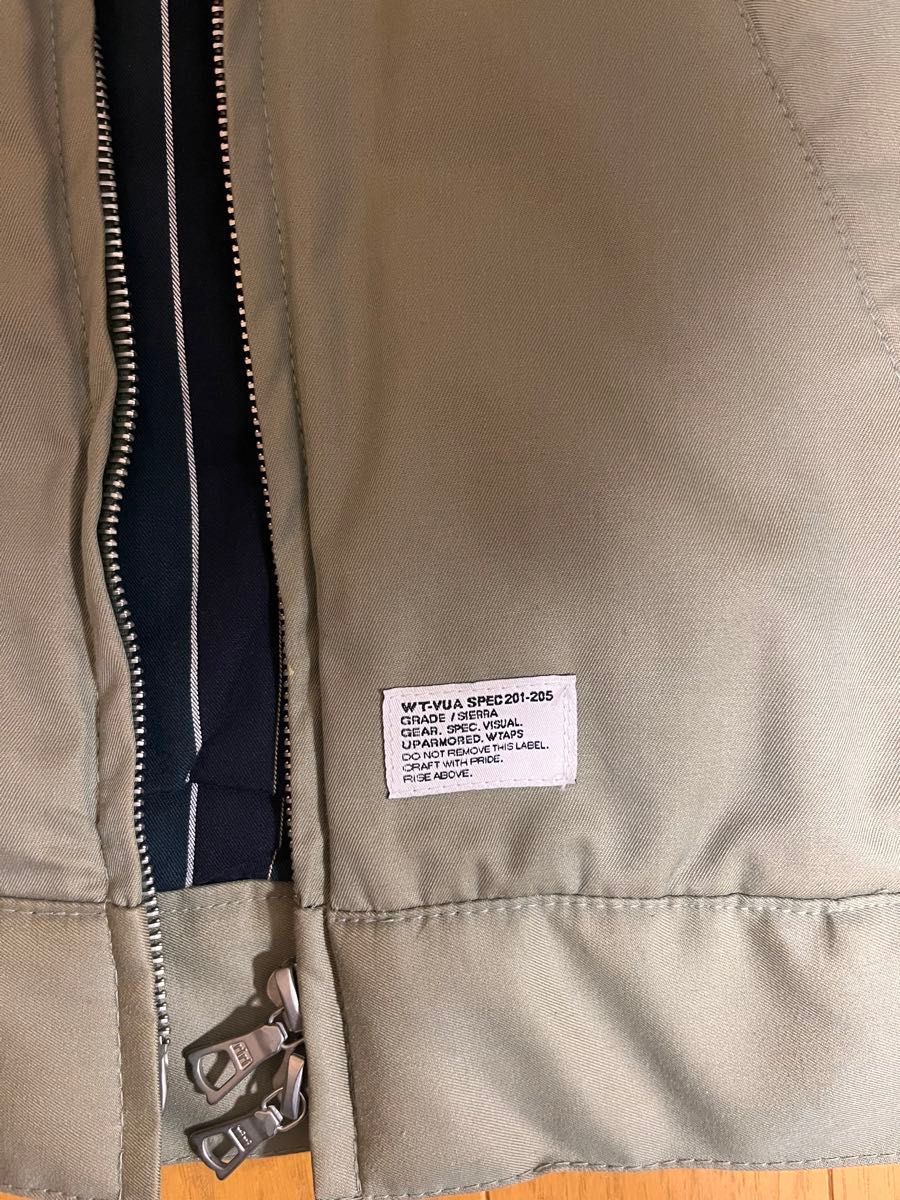 WT-VUA SPEC201-205
GRADE / SIERRA
GEAR. SPEC. VISUAL.
UPARMORED. WTAPS
DO NOT REMOVE THIS LABEL.
CRAFT WITH PRIDE.
RISE ABOVE.